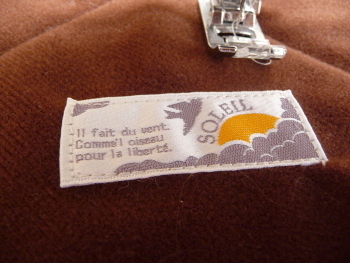 Il fait du vent.
Comme'l oiseau
pour la liberté.
SOLEIL